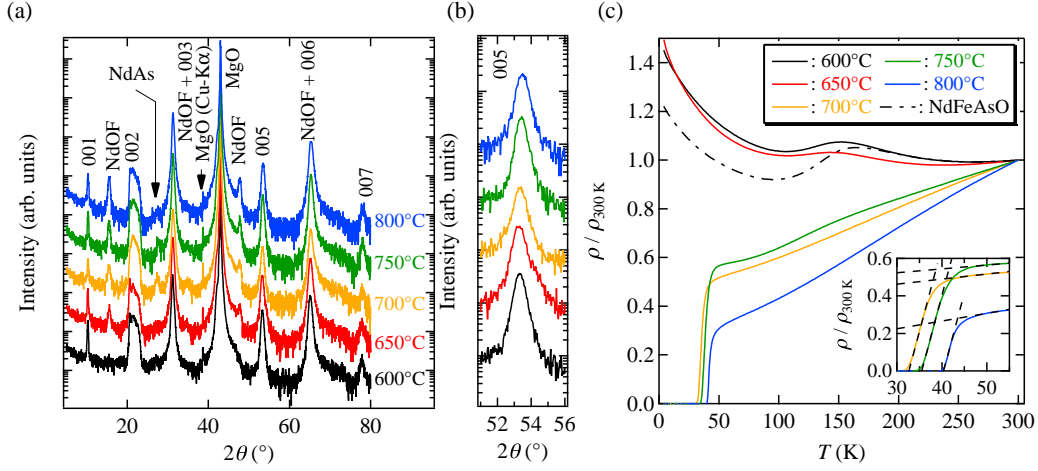 (a)
(b)
(c)
Intensity (arb. units)
2θ (°)
20
40
60
80
001
NdOF
002
NdAs
NdOF + 003
MgO (Cu-Kα)
MgO
NdOF
005
NdOF + 006
007
800°C
750°C
700°C
650°C
600°C
Intensity (arb. units)
005
52
54
56
2θ (°)
ρ / ρ300 K
1.4
1.2
1.0
0.8
0.6
0.4
0.2
0.0
0
50
100
150
200
250
300
T (K)
: 600°C
: 650°C
: 700°C
: 750°C
: 800°C
: NdFeAsO
ρ / ρ300 K
0.6
0.4
0.2
0.0
30
40
50